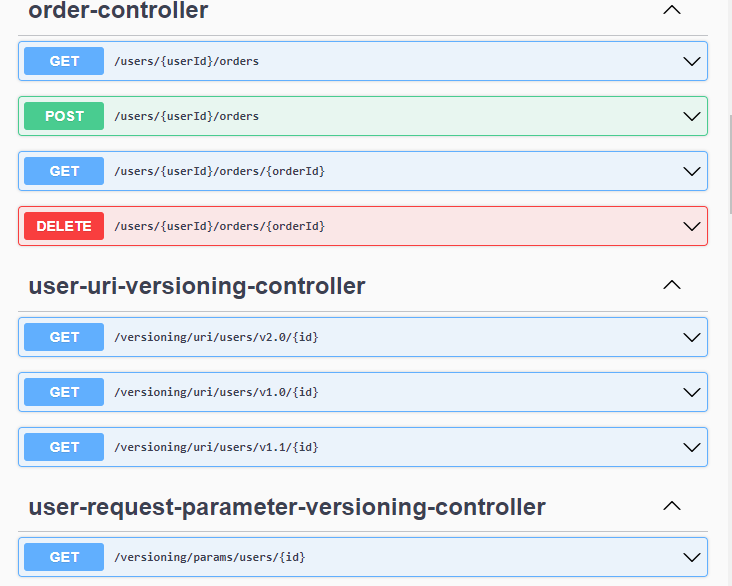 order-controller
GET /users/{userId}/orders
POST /users/{userId}/orders
GET /users/{userId}/orders/{orderId}
DELETE /users/{userId}/orders/{orderId}
user-uri-versioning-controller
GET /versioning/uri/users/v2.0/{id}
GET /versioning/uri/users/v1.0/{id}
GET /versioning/uri/users/v1.1/{id}
user-request-parameter-versioning-controller
GET /versioning/params/users/{id}